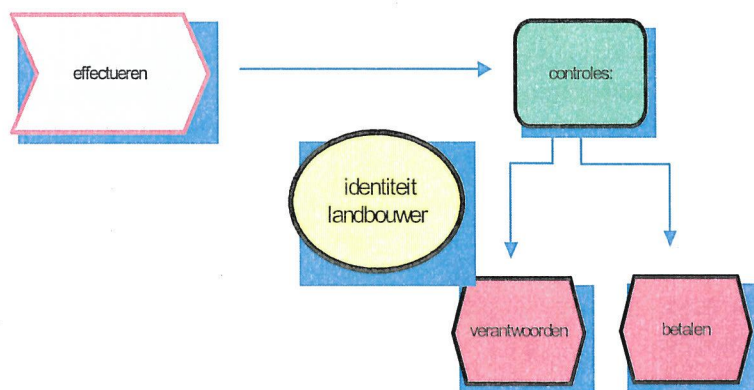 effectueren
controles:
identiteit
landbouwer
verantwoorden
betalen